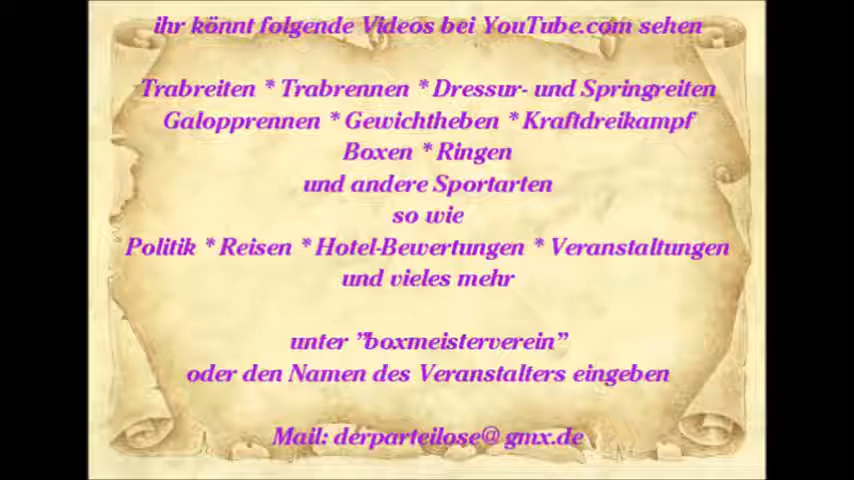 ihr könnt folgende Videos bei YouTube.com sehen
Trabreiten * Trabrennen * Dressur- und Springreiten
Galopprennen * Gewichtheben * Kraftdreikampf
Boxen * Ringen
und andere Sportarten
so wie
Politik * Reisen * Hotel-Bewertungen * Veranstaltungen
und vieles mehr
unter "boxmeisterverein"
oder den Namen des Veranstalters eingeben
Mail: derparteilose@gmx.de